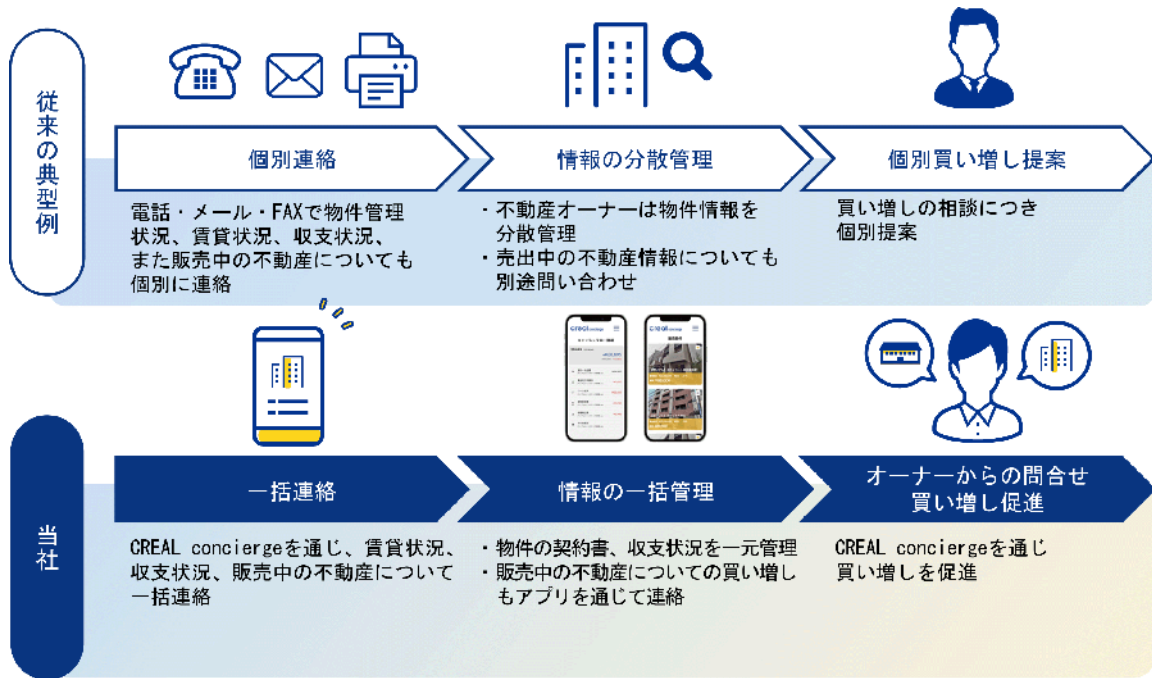 従来の典型例
個別連絡
電話・メール・FAXで物件管理
状況、賃貸状況、収支状況、
また販売中の不動産についても
個別に連絡
情報の分散管理
・不動産オーナーは物件情報を
分散管理
・売出中の不動産情報についても
別途問い合わせ
個別買い増し提案
買い増しの相談につき
個別提案
当社
一括連絡
CREAL conciergeを通じ、賃貸状況、
収支状況、販売中の不動産について
一括連絡
CREAL concierge
CREAL concierge
情報の一括管理
・物件の契約書、収支状況を一元管理
・販売中の不動産についての買い増し
もアプリを通じて連絡
オーナーからの問合せ
買い増し促進
CREAL conciergeを通じ
買い増しを促進